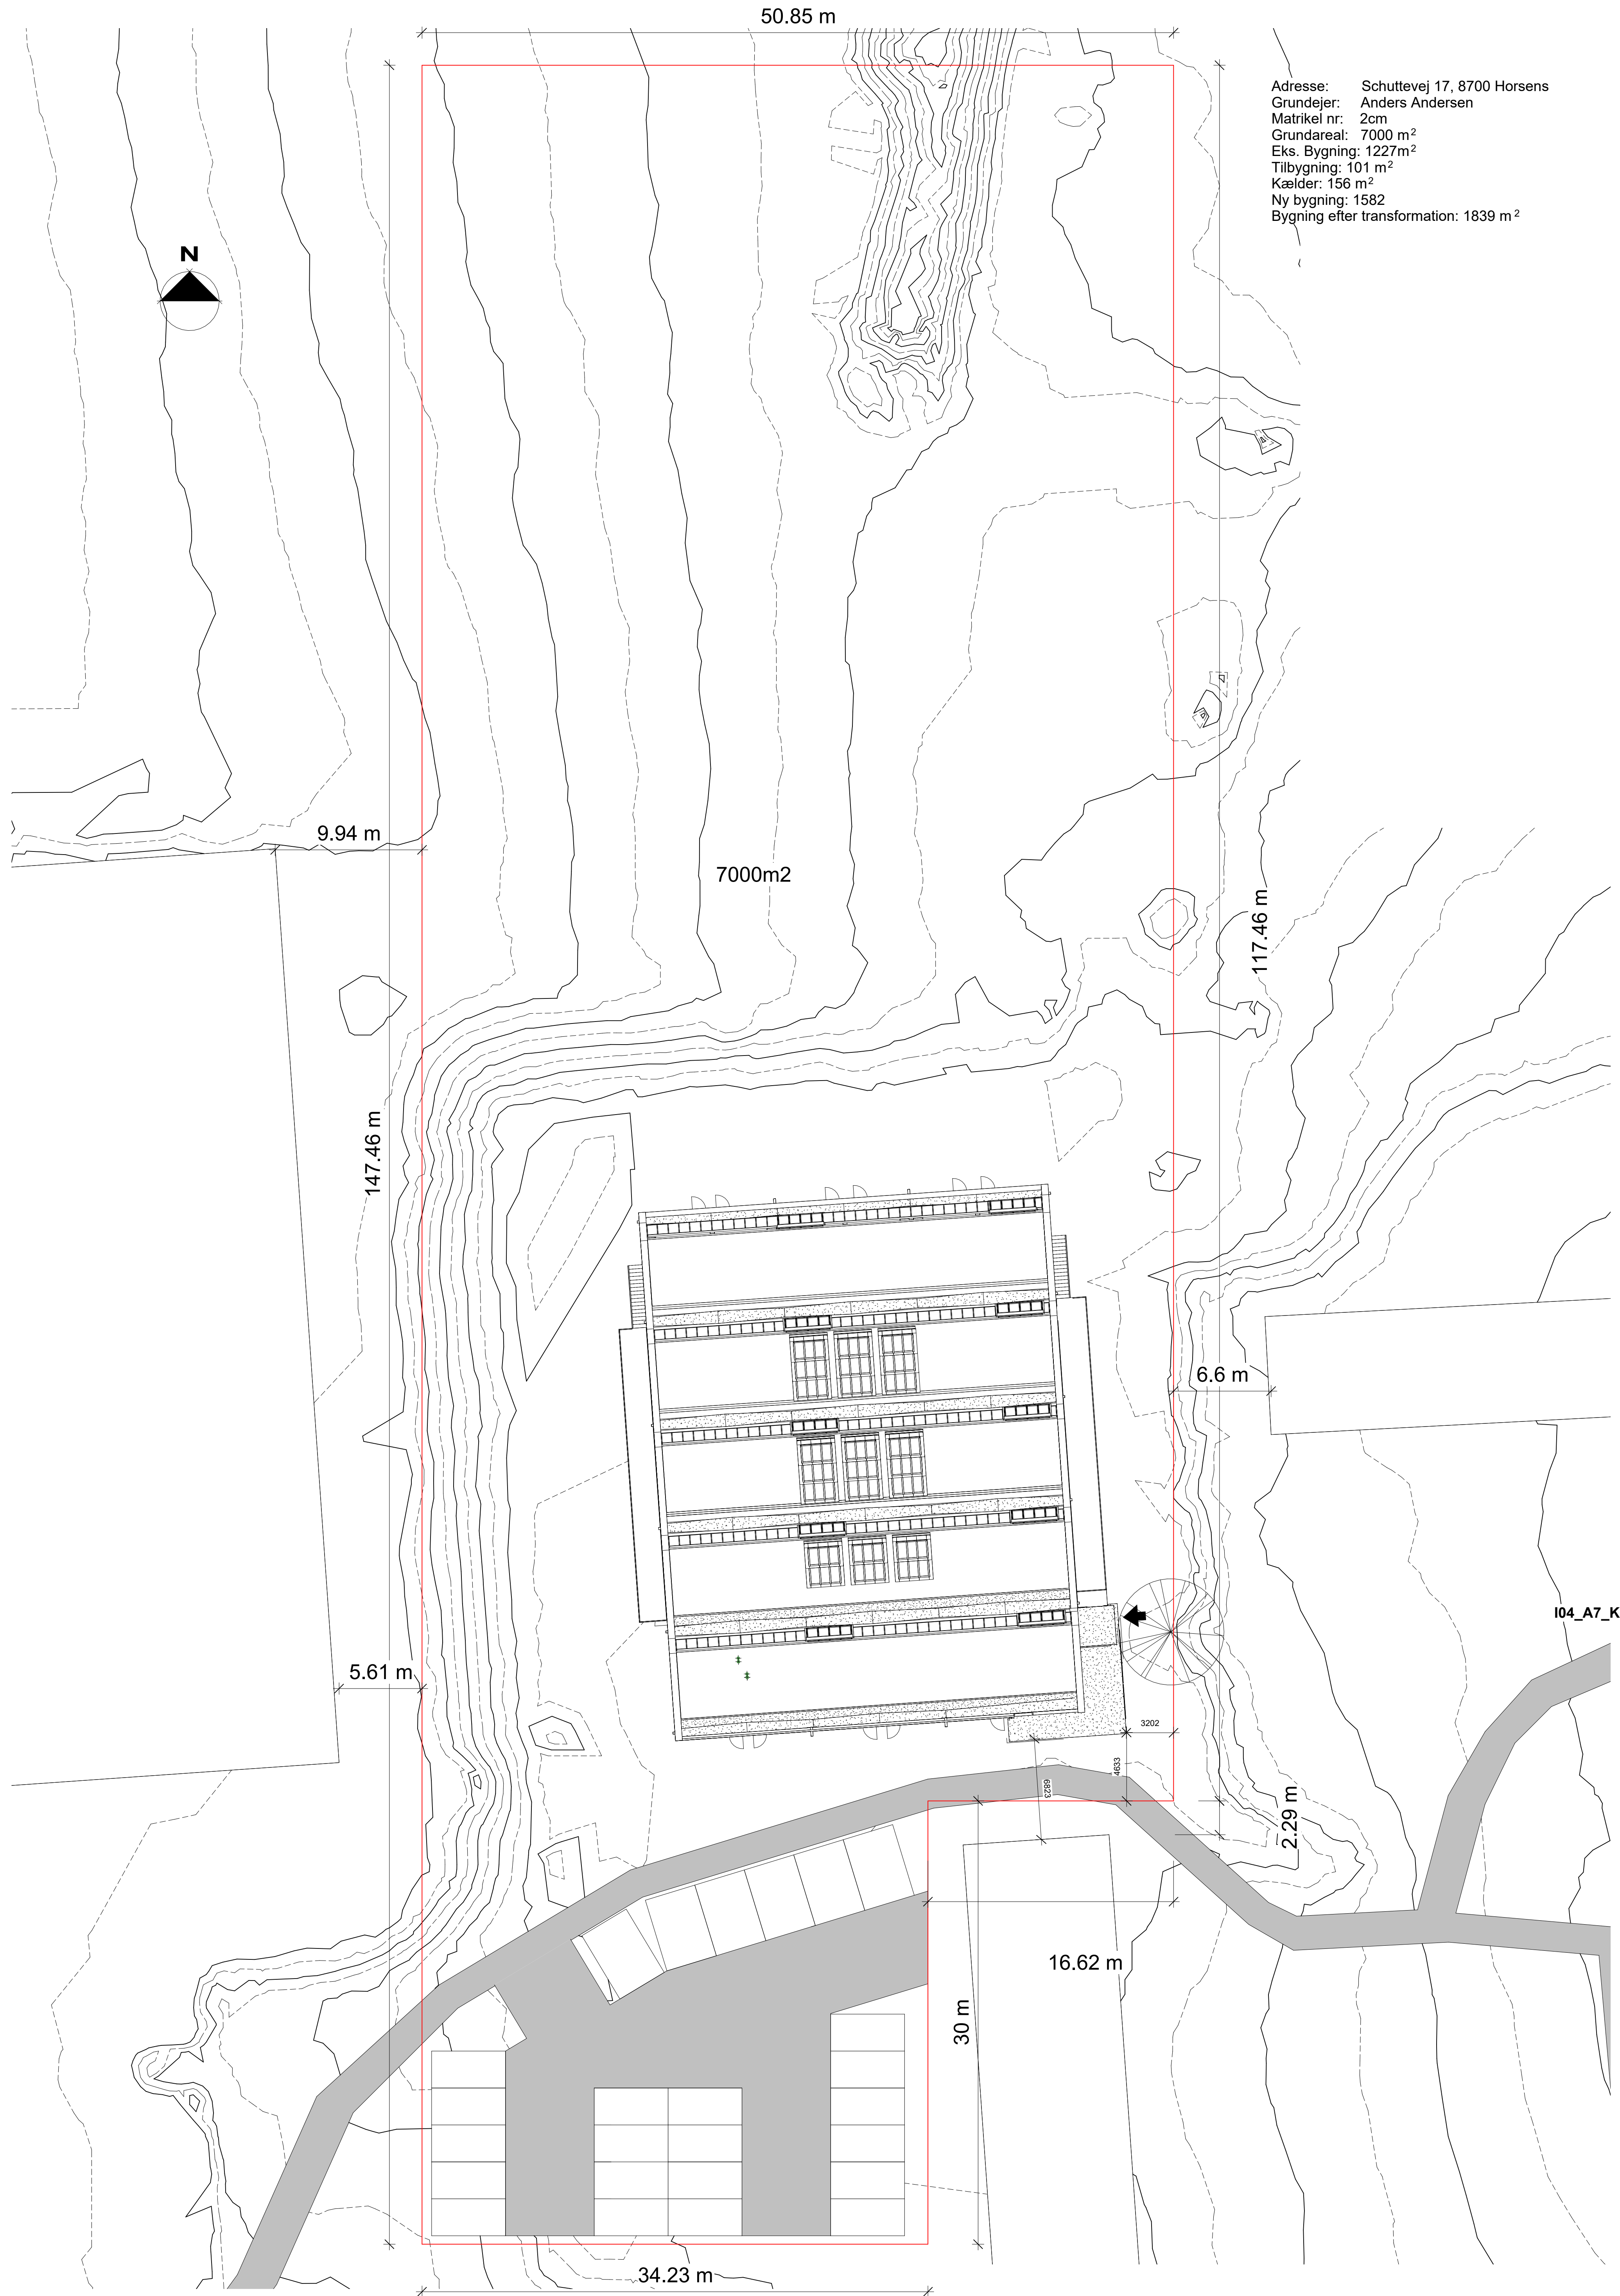 50.85 m
Adresse: Schuttevej 17, 8700 Horsens
Grundejer: Anders Andersen
Matrikel nr: 2cm
Grundareal: 7000 m²
Eks. Bygning: 1227m²
Tilbygning: 101 m²
Kælder: 156 m²
Ny bygning: 1582
Bygning efter transformation: 1839 m²
N
9.94 m
7000m2
117.46 m
147.46 m
6.6 m
I04_A7_K
5.61 m
3202
4633
6823
2.29 m
16.62 m
30 m
34.23 m